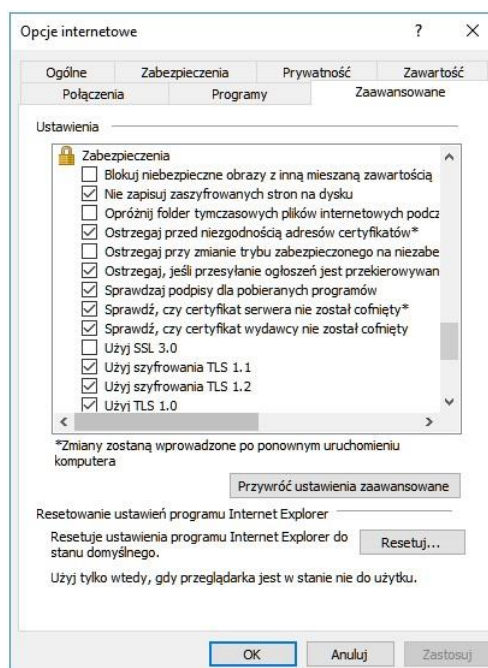 Opcje internetowe
Ogólne Zabezpieczenia Prywatność Zawartość
Połączenia Programy Zaawansowane
Ustawienia
Zabezpieczenia
Blokuj niebezpieczne obrazy z inną mieszaną zawartością
Nie zapisuj zaszyfrowanych stron na dysku
Opróżnij folder tymczasowych plików internetowych podcz
Ostrzegaj przed niezgodnością adresów certyfikatów*
Ostrzegaj przy zmianie trybu zabezpieczonego na niezabe
Ostrzegaj, jeśli przesyłanie ogłoszeń jest przekierowywan
Sprawdzaj podpisy dla pobieranych programów
Sprawdź, czy certyfikat serwera nie został cofnięty*
Sprawdź, czy certyfikat wydawcy nie został cofnięty
Użyj SSL 3.0
Użyj szyfrowania TLS 1.1
Użyj szyfrowania TLS 1.2
Użyj TLS 1.0
*Zmiany zostaną wprowadzone po ponownym uruchomieniu
komputera
Przywróć ustawienia zaawansowane
Resetowanie ustawień programu Internet Explorer
Resetuje ustawienia programu Internet Explorer do
stanu domyślnego.
Resetuj...
Użyj tylko wtedy, gdy przeglądarka jest w stanie nie do użytku.
OK Anuluj Zastosuj